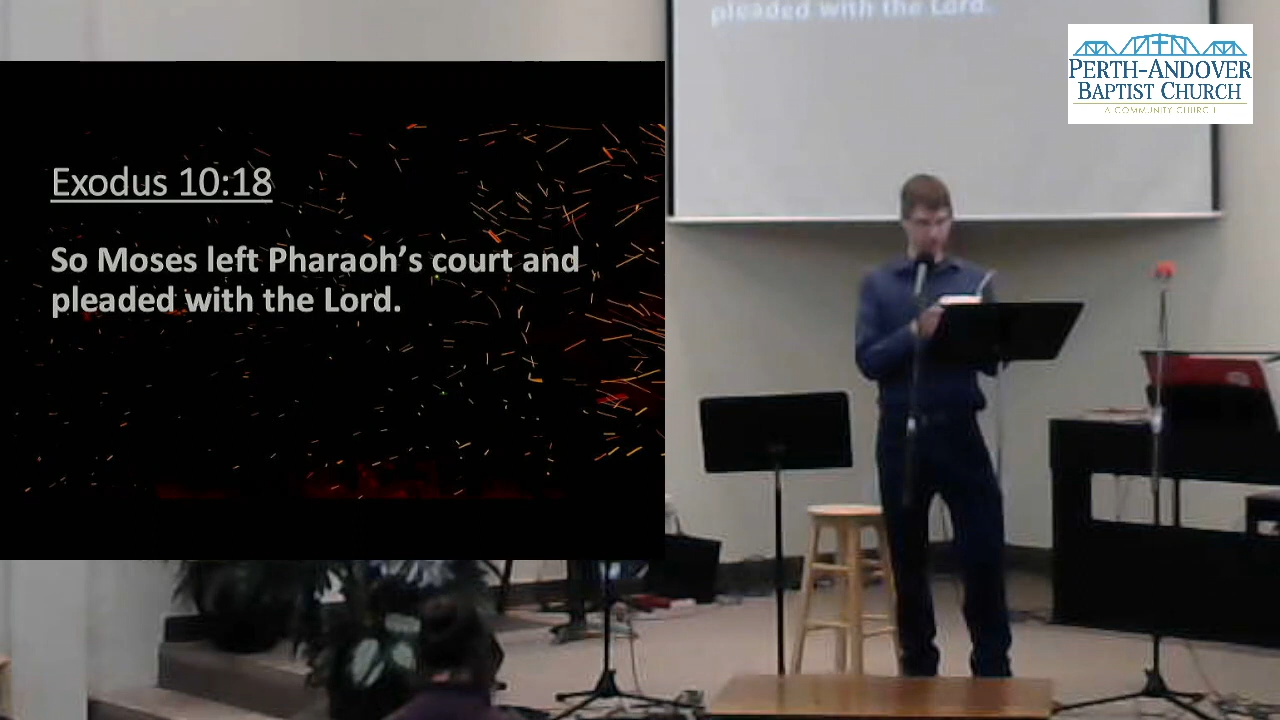 Exodus 10:18
So Moses left Pharaoh’s court and
pleaded with the Lord.
pleaded with the Lord.
PERTH-ANDOVER
BAPTIST CHURCH
A COMMUNITY CHURCH